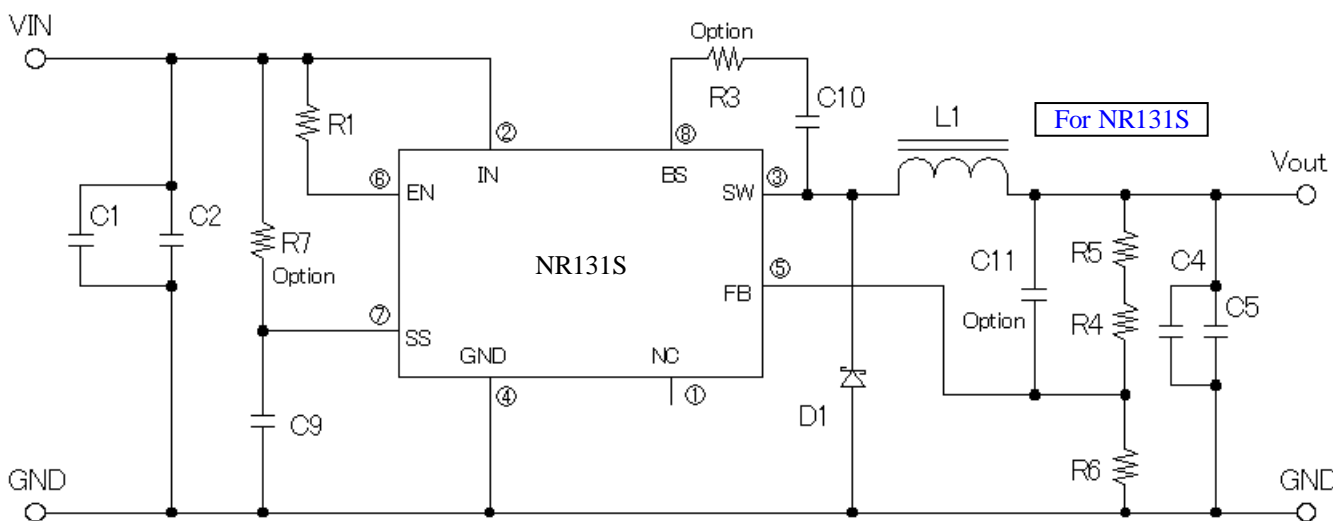 VIN
Option
R3
C10
L1
For NR131S
R1
②
⑧
③
Vout
⑥
EN
IN
BS
SW
C1
C2
R7
Option
NR131S
⑤
FB
C11
Option
R5
R4
C4
C5
⑦
SS
GND
NC
④
①
C9
D1
R6
GND
GND